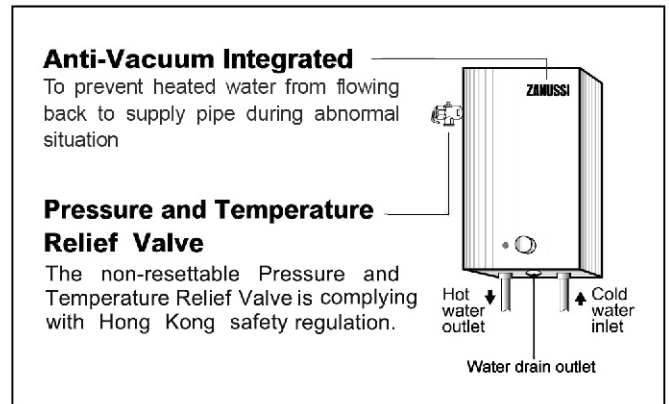 Anti-Vacuum Integrated
To prevent heated water from flowing
back to supply pipe during abnormal
situation
ZANUSSI
Pressure and Temperature
Relief Valve
The non-resettable Pressure and
Temperature Relief Valve is complying
with Hong Kong safety regulation.
Hot
water
outlet
Cold
water
inlet
Water drain outlet